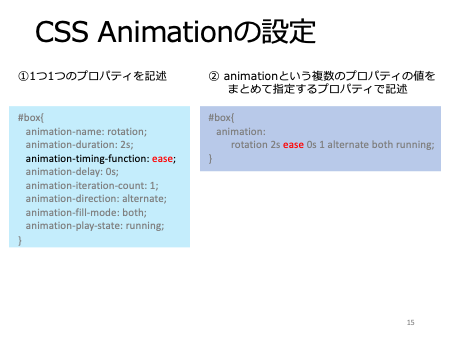 CSS Animationの設定
①1つ1つのプロパティを記述
#box{
animation-name: rotation;
animation-duration: 2s;
animation-timing-function: ease;
animation-delay: 0s;
animation-iteration-count: 1;
animation-direction: alternate;
animation-fill-mode: both;
animation-play-state: running;
}
② animationという複数のプロパティの値を
まとめて指定するプロパティで記述
#box{
animation:
rotation 2s ease 0s 1 alternate both running;
}
15